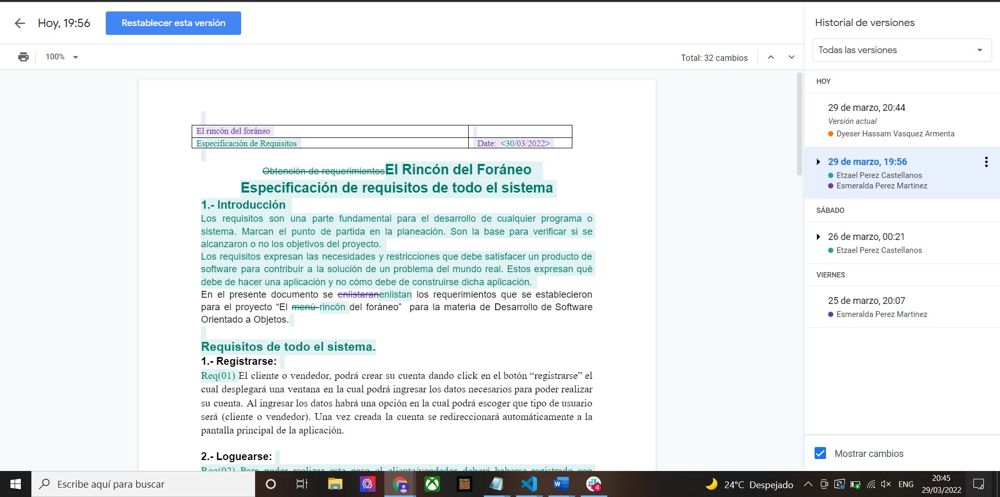 Hoy, 19:56
Restablecer esta versión
100%
Total: 32 cambios
El rincón del foráneo
Especificación de Requisitos
Date: <30/03/2022>
Obtención de requerimientosEl Rincón del Foráneo
Especificación de requisitos de todo el sistema
1.- Introducción
Los requisitos son una parte fundamental para el desarrollo de cualquier programa o
sistema. Marcan el punto de partida en la planeación. Son la base para verificar si se
alcanzaron o no los objetivos del proyecto.
Los requisitos expresan las necesidades y restricciones que debe satisfacer un producto de
software para contribuir a la solución de un problema del mundo real. Estos expresan qué
debe de hacer una aplicación y no cómo debe de construirse dicha aplicación.
En el presente documento se enlistaranenlistan los requerimientos que se establecieron
para el proyecto “El menú rincón del foráneo” para la materia de Desarrollo de Software
Orientado a Objetos.
Requisitos de todo el sistema.
1.- Registrarse:
Req(01) El cliente o vendedor, podrá crear su cuenta dando click en el botón “registrarse” el
cual desplegará una ventana en la cual podrá ingresar los datos necesarios para poder realizar
su cuenta. Al ingresar los datos habrá una opción en la cual podrá escoger que tipo de usuario
será (cliente o vendedor). Una vez creada la cuenta se redireccionará automáticamente a la
pantalla principal de la aplicación.
2.- Loguearse:
Req(02) Para poder realizar este paso el cliente/vendedor deberá haberse registrado con
Historial de versiones
Todas las versiones
HOY
29 de marzo, 20:44
Versión actual
Dyeser Hassam Vasquez Armenta
29 de marzo, 19:56
Etzael Perez Castellanos
Esmeralda Perez Martinez
SÁBADO
26 de marzo, 00:21
Etzael Perez Castellanos
VIERNES
25 de marzo, 20:07
Esmeralda Perez Martinez
Mostrar cambios
Escribe aquí para buscar
W
4
24°C Despejado
ENG
20:45
29/03/2022